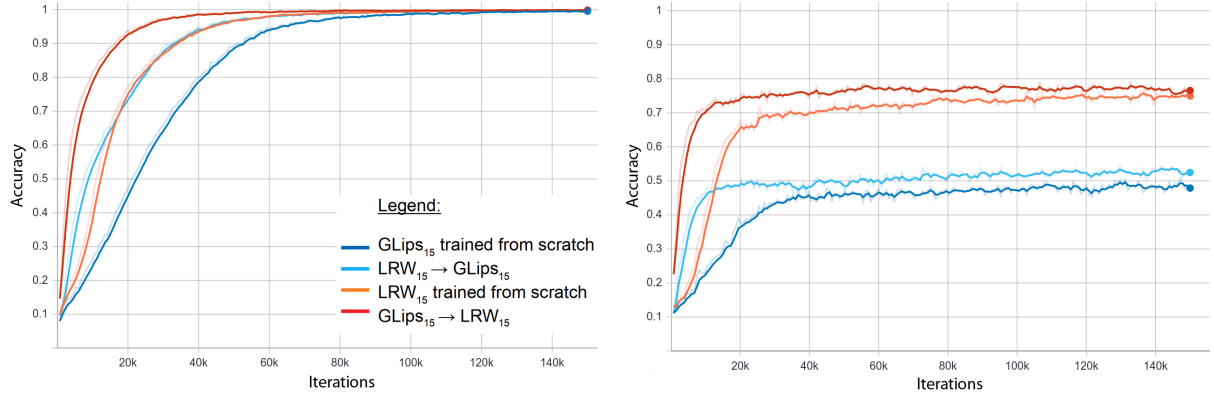 1
0.9
0.8
0.7
0.6
0.5
0.4
0.3
0.2
0.1
Accuracy
20k 40k 60k 80k 100k 120k 140k
Iterations
Legend:
GLips₁₅ trained from scratch
LRW₁₅ → GLips₁₅
LRW₁₅ trained from scratch
GLips₁₅ → LRW₁₅
1
0.9
0.8
0.7
0.6
0.5
0.4
0.3
0.2
0.1
Accuracy
20k 40k 60k 80k 100k 120k 140k
Iterations